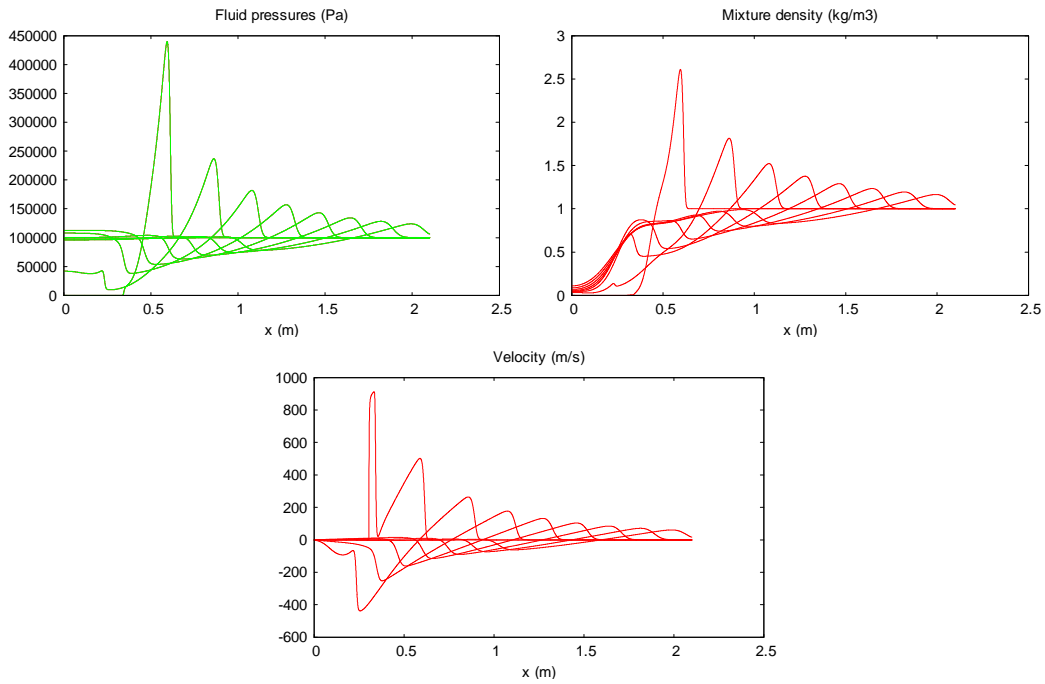 Fluid pressures (Pa)
450000
400000
350000
300000
250000
200000
150000
100000
50000
0
0 0.5 1 1.5 2 2.5
x (m)
Mixture density (kg/m3)
3
2.5
2
1.5
1
0.5
0
0 0.5 1 1.5 2 2.5
x (m)
Velocity (m/s)
1000
800
600
400
200
0
-200
-400
-600
0 0.5 1 1.5 2 2.5
x (m)